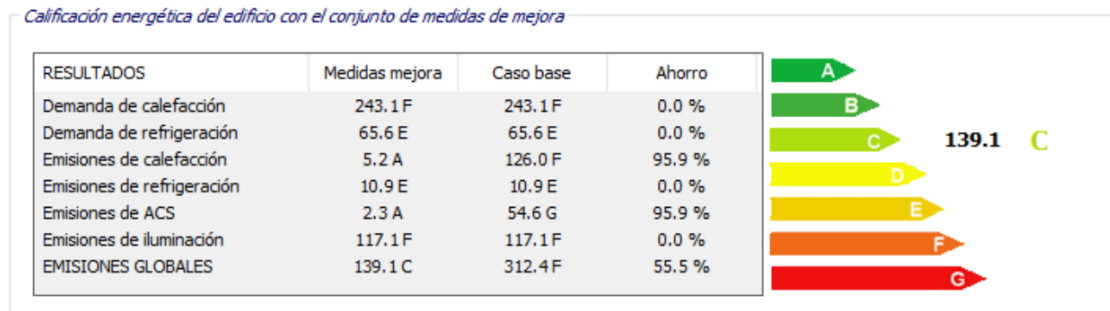 Calificación energética del edificio con el conjunto de medidas de mejora
RESULTADOS Medidas mejora Caso base Ahorro
Demanda de calefacción 243.1 F 243.1 F 0.0 %
Demanda de refrigeración 65.6 E 65.6 E 0.0 %
Emisiones de calefacción 5.2 A 126.0 F 95.9 %
Emisiones de refrigeración 10.9 E 10.9 E 0.0 %
Emisiones de ACS 2.3 A 54.6 G 95.9 %
Emisiones de iluminación 117.1 F 117.1 F 0.0 %
EMISIONES GLOBALES 139.1 C 312.4 F 55.5 %
A
B
C 139.1 C
D
E
F
G